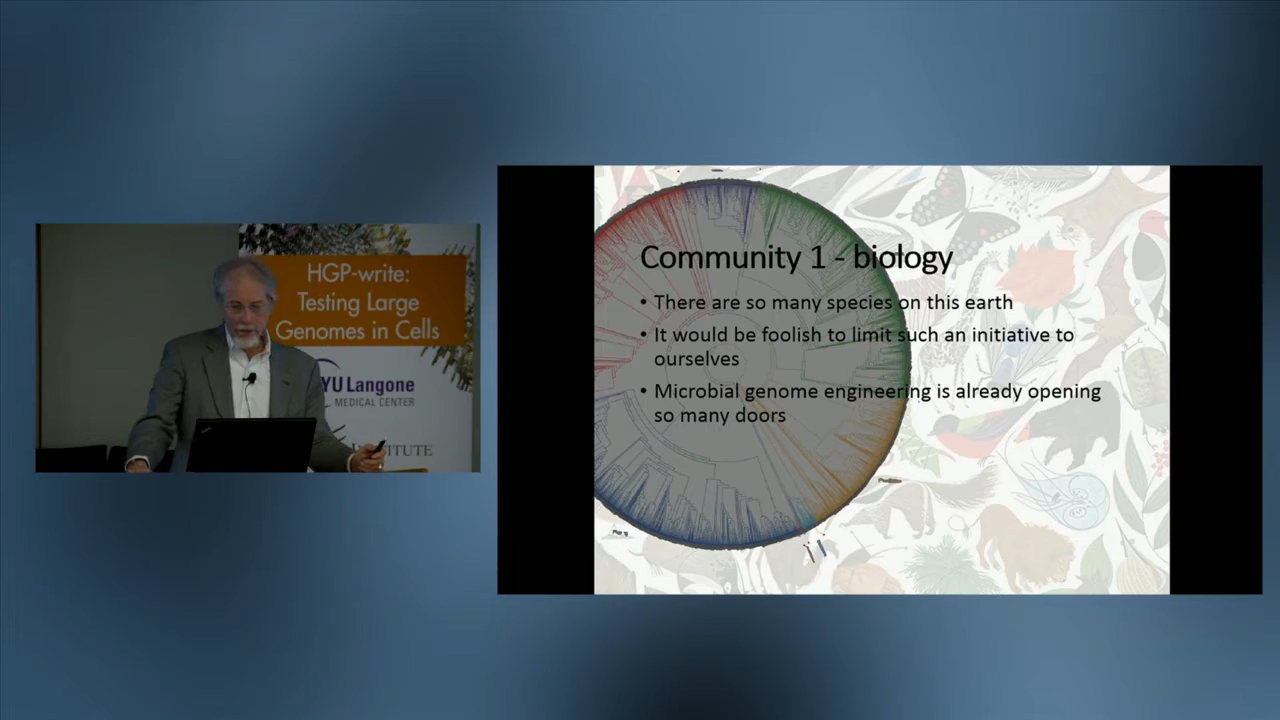 HGP-write:
Testing Large
Genomes in Cells
YU Langone
MEDICAL CENTER
Community 1 - biology
• There are so many species on this earth
• It would be foolish to limit such an initiative to
ourselves
• Microbial genome engineering is already opening
so many doors